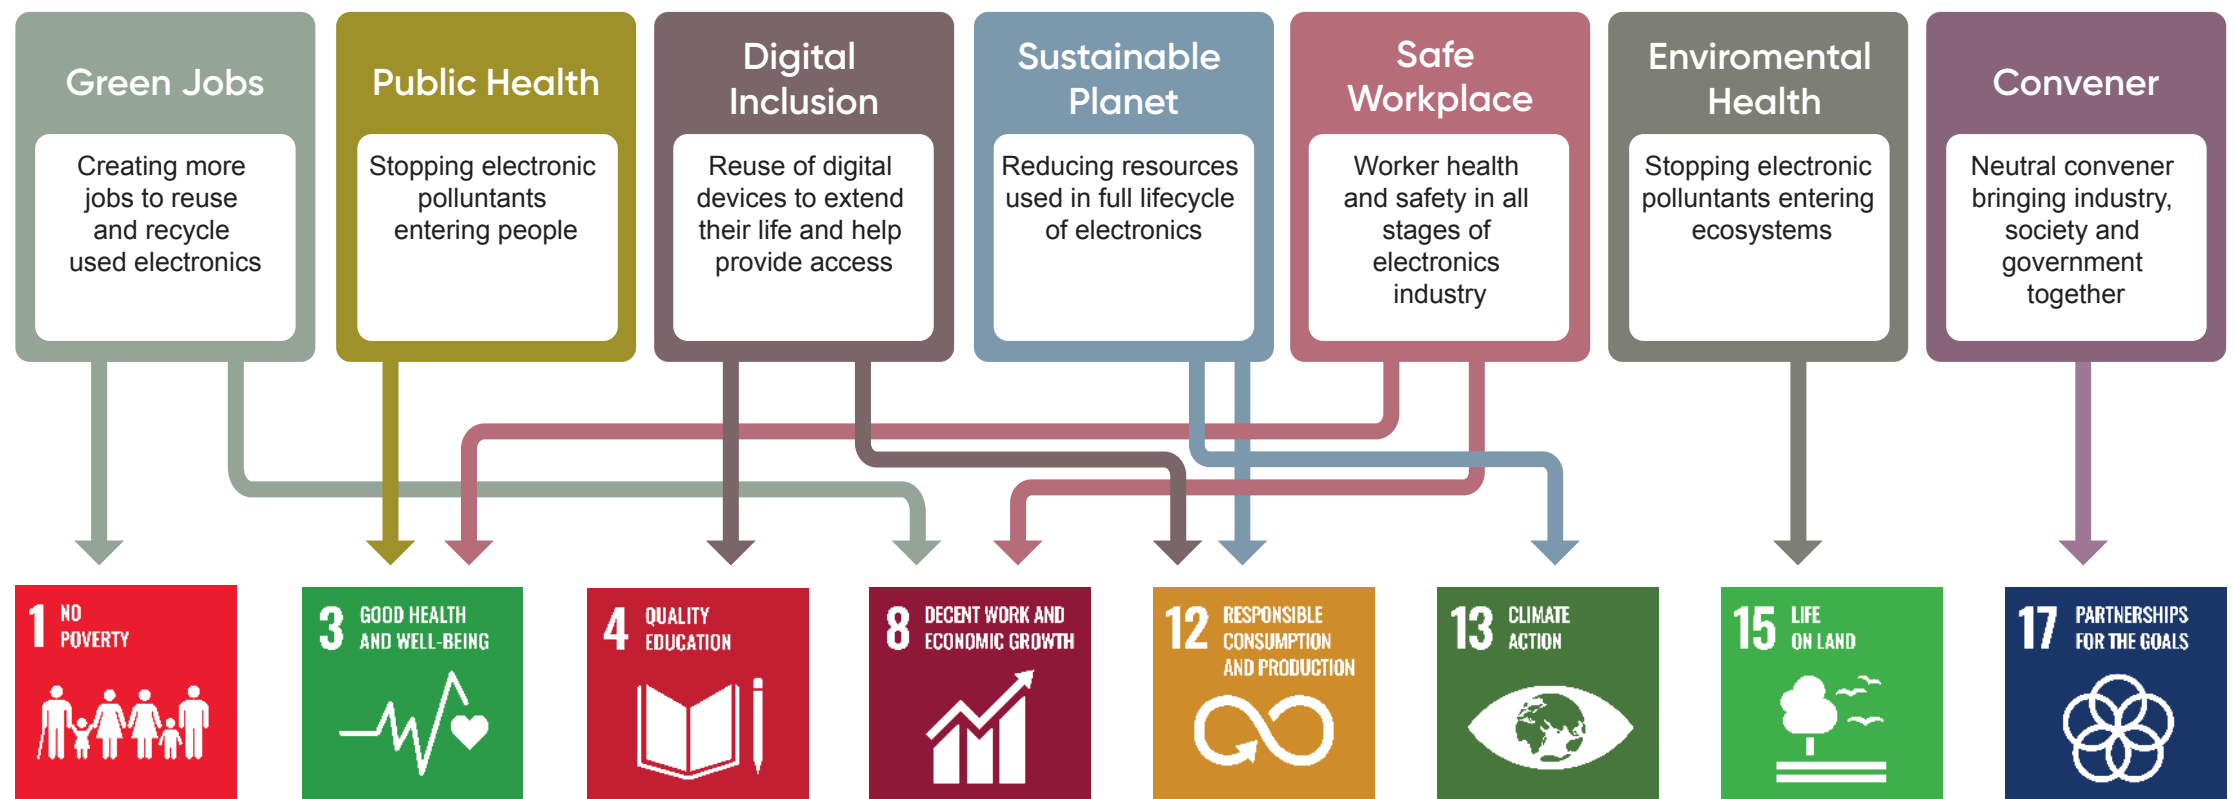 Green Jobs
Creating more
jobs to reuse
and recycle
used electronics
Public Health
Stopping electronic
polluntants
entering people
Digital
Inclusion
Reuse of digital
devices to extend
their life and help
provide access
Sustainable
Planet
Reducing resources
used in full lifecycle
of electronics
Safe
Workplace
Worker health
and safety in all
stages of
electronics
industry
Enviromental
Health
Stopping electronic
polluntants entering
ecosystems
Convener
Neutral convener
bringing industry,
society and
government
together
1 NO
POVERTY
3 GOOD HEALTH
AND WELL-BEING
4 QUALITY
EDUCATION
8 DECENT WORK AND
ECONOMIC GROWTH
12 RESPONSIBLE
CONSUMPTION
AND PRODUCTION
13 CLIMATE
ACTION
15 LIFE
ON LAND
17 PARTNERSHIPS
FOR THE GOALS